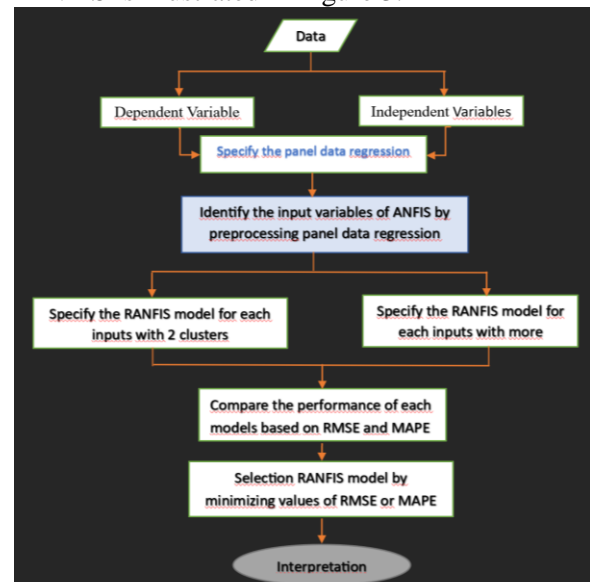 Data
Dependent Variable
Independent Variables
Specify the panel data regression
Identify the input variables of ANFIS by
preprocessing panel data regression
Specify the RANFIS model for each
inputs with 2 clusters
Specify the RANFIS model for
each inputs with more
Compare the performance of each
models based on RMSE and MAPE
Selection RANFIS model by
minimizing values of RMSE or MAPE
Interpretation